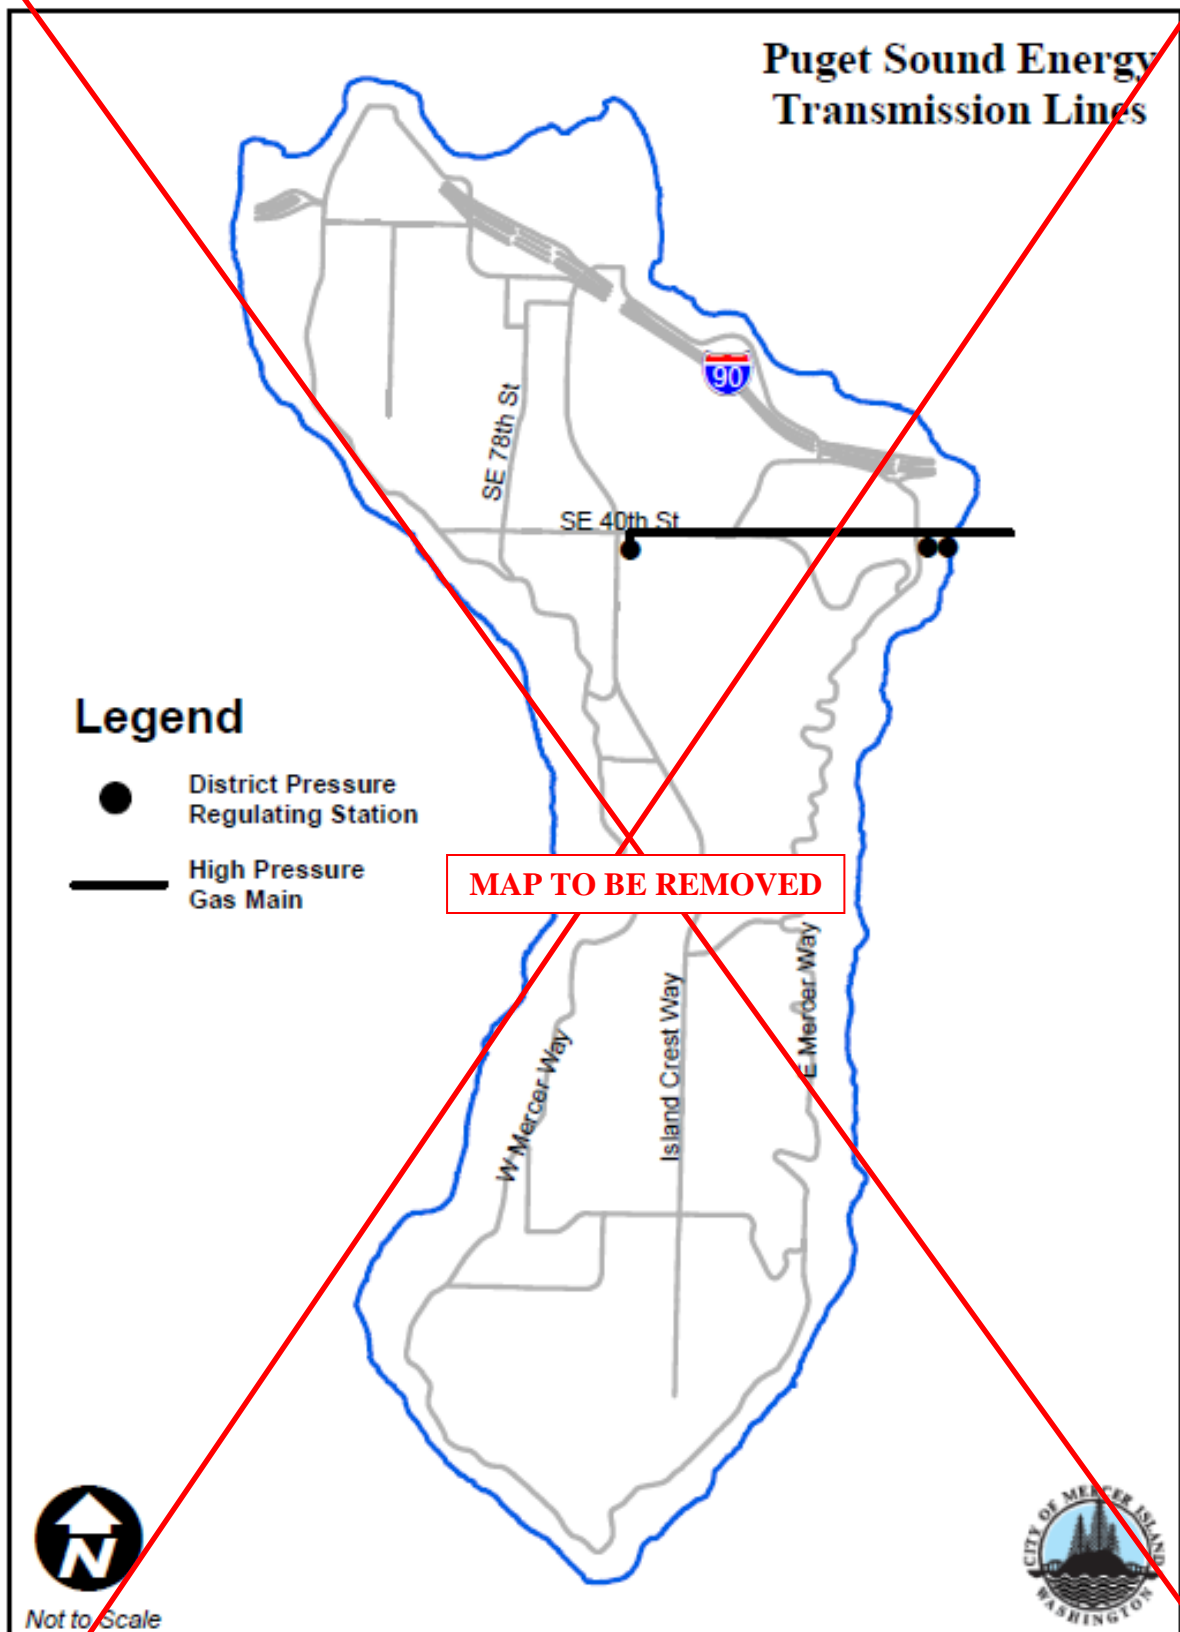 Puget Sound Energy
Transmission Lines
90
SE 78th St
SE 40th St
Legend
District Pressure
Regulating Station
High Pressure
Gas Main
MAP TO BE REMOVED
W Mercer Way
Island Crest Way
E Mercer Way
N
Not to Scale
CITY OF MERCER ISLAND
WASHINGTON